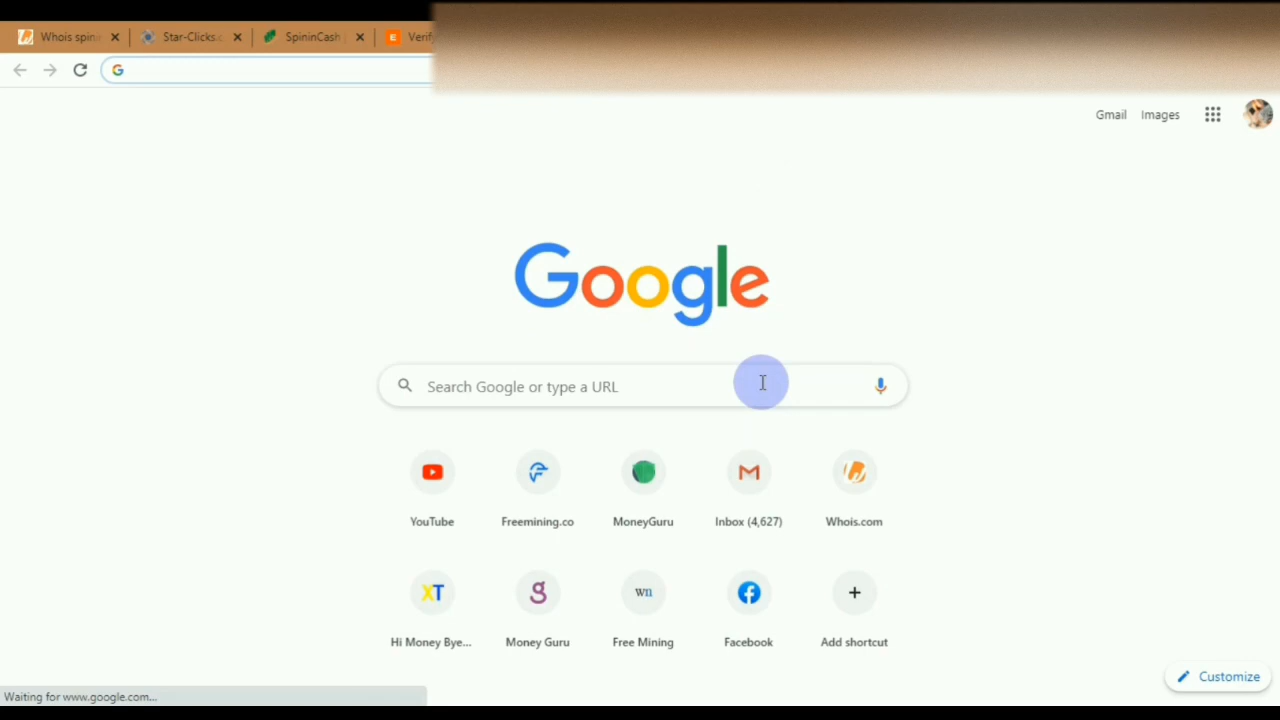 Whois spin
Star-Clicks.c
SpininCash
Verif
Gmail
Images
Google
Search Google or type a URL
YouTube
Freemining.co
MoneyGuru
Inbox (4,627)
Whois.com
XT
g
wn
Hi Money Bye...
Money Guru
Free Mining
Facebook
Add shortcut
Customize
Waiting for www.google.com...